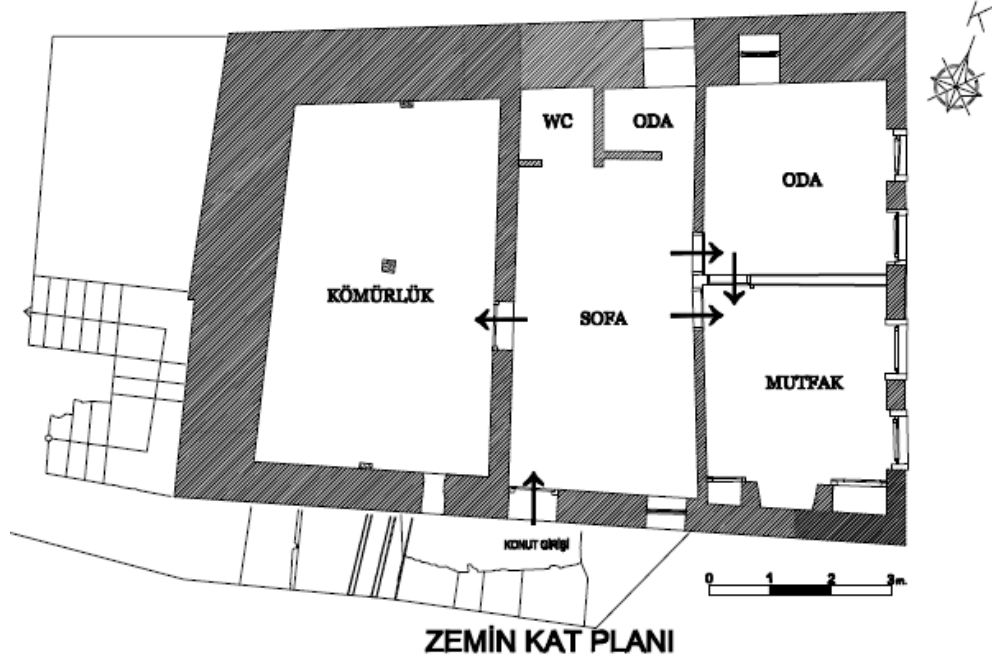 K
WC
ODA
ODA
KÖMÜRLÜK
SOFA
MUTFAK
KONUT GİRİŞİ
0 1 2 3m.
ZEMİN KAT PLANI